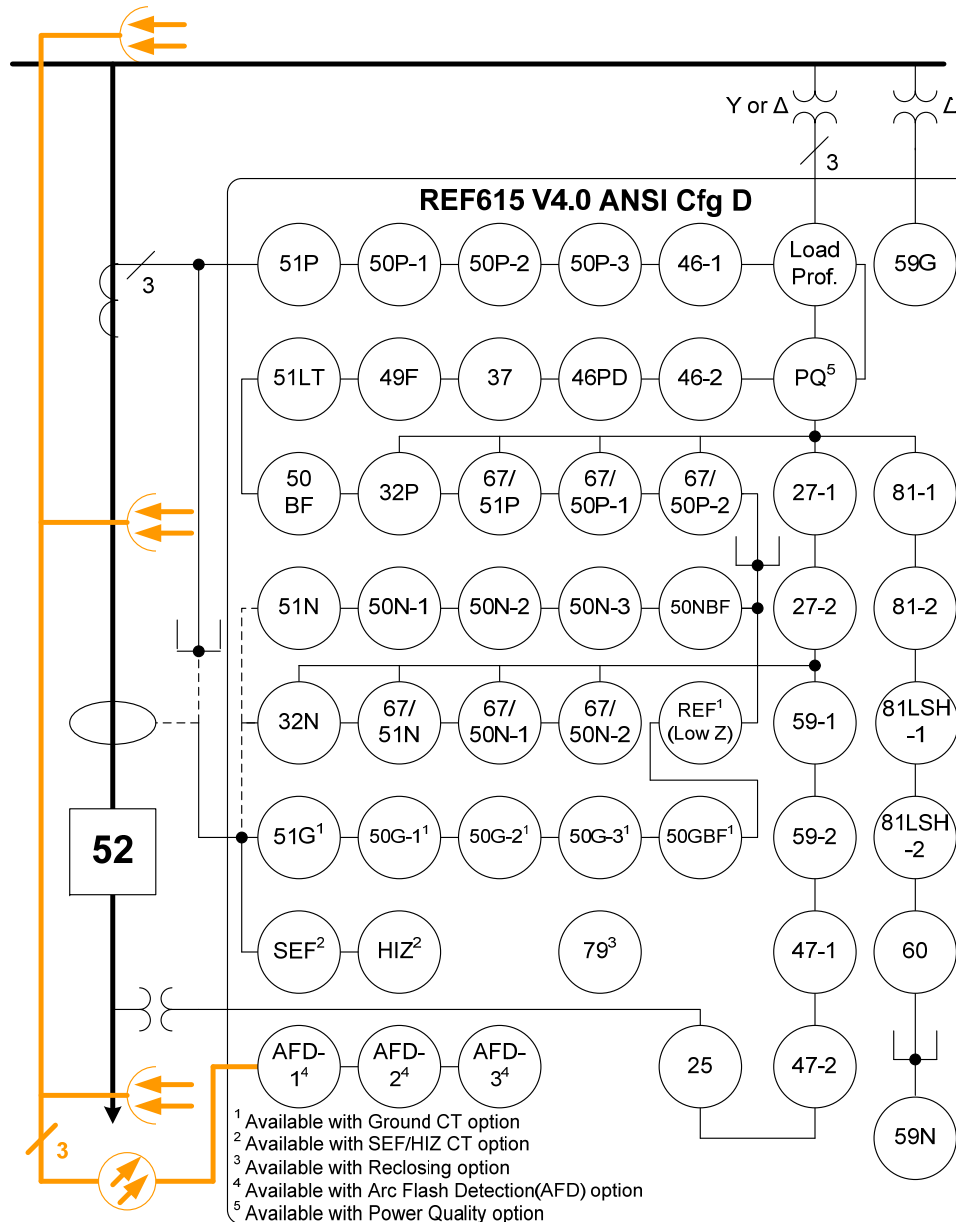 Y or Δ
3
REF615 V4.0 ANSI Cfg D
3
51P 50P-1 50P-2 50P-3 46-1 Load Prof. 59G
51LT 49F 37 46PD 46-2 PQ⁵
50 BF 32P 67/51P 67/50P-1 67/50P-2 27-1 81-1
51N 50N-1 50N-2 50N-3 50NBF 27-2 81-2
32N 67/51N 67/50N-1 67/50N-2 REF¹ (Low Z) 59-1 81LSH-1
52
51G¹ 50G-1¹ 50G-2¹ 50G-3¹ 50GBF¹ 59-2 81LSH-2
SEF² HIZ² 79³ 47-1 60
AFD-1⁴ AFD-2⁴ AFD-3⁴ 25 47-2
59N
3
¹ Available with Ground CT option
² Available with SEF/HIZ CT option
³ Available with Reclosing option
⁴ Available with Arc Flash Detection(AFD) option
⁵ Available with Power Quality option